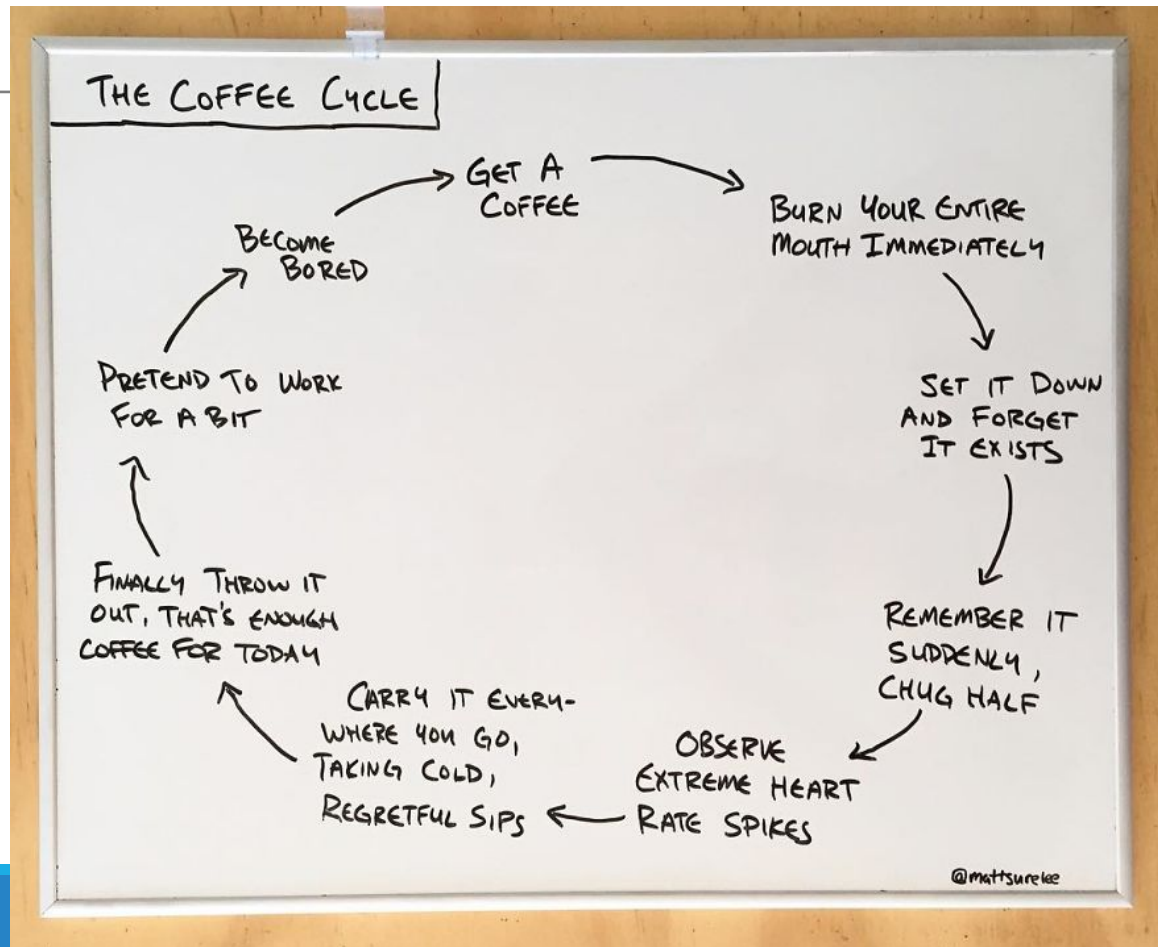 THE COFFEE CYCLE
GET A
COFFEE
BURN YOUR ENTIRE
MOUTH IMMEDIATELY
SET IT DOWN
AND FORGET
IT EXISTS
REMEMBER IT
SUDDENLY,
CHUG HALF
OBSERVE
EXTREME HEART
RATE SPIKES
CARRY IT EVERY-
WHERE YOU GO,
TAKING COLD,
REGRETFUL SIPS
FINALLY THROW IT
OUT, THAT'S ENOUGH
COFFEE FOR TODAY
PRETEND TO WORK
FOR A BIT
BECOME
BORED
@mattsurelee